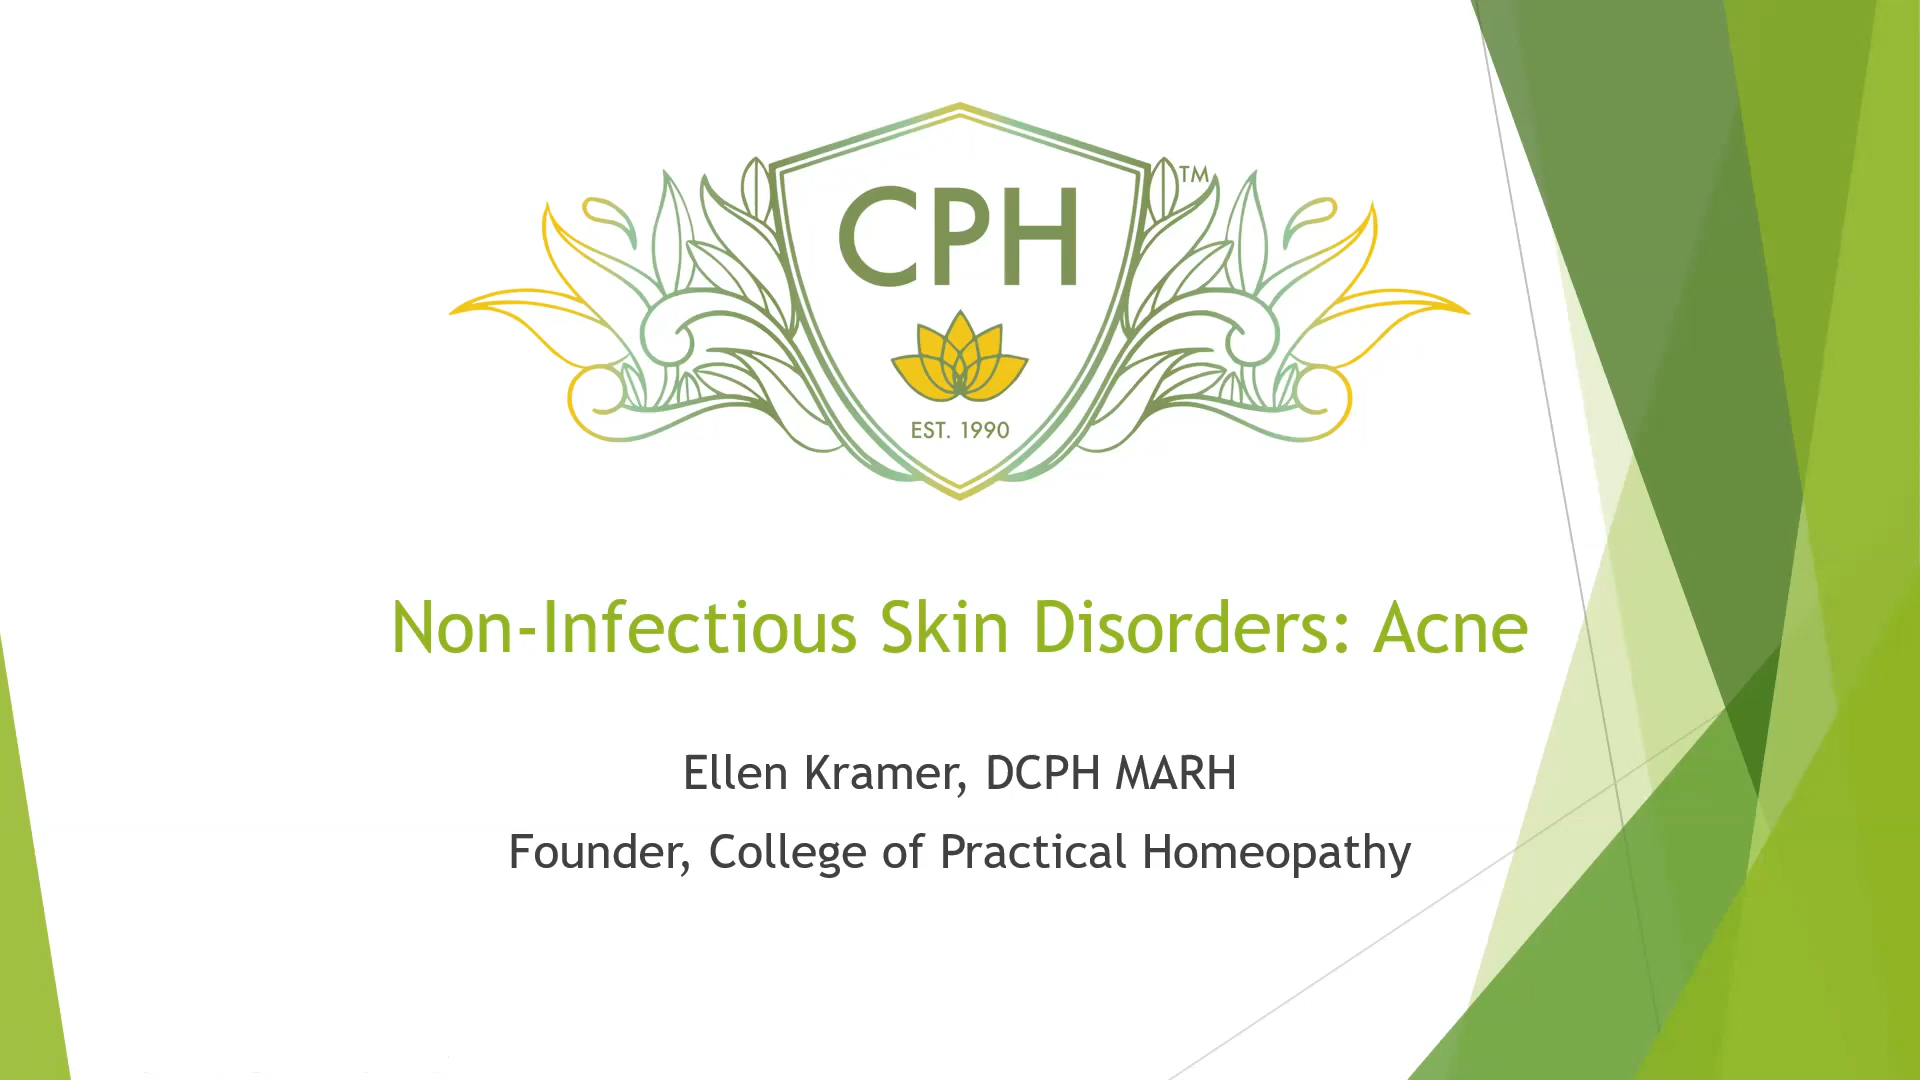 CPH
TM
EST. 1990
Non-Infectious Skin Disorders: Acne
Ellen Kramer, DCPH MARH
Founder, College of Practical Homeopathy